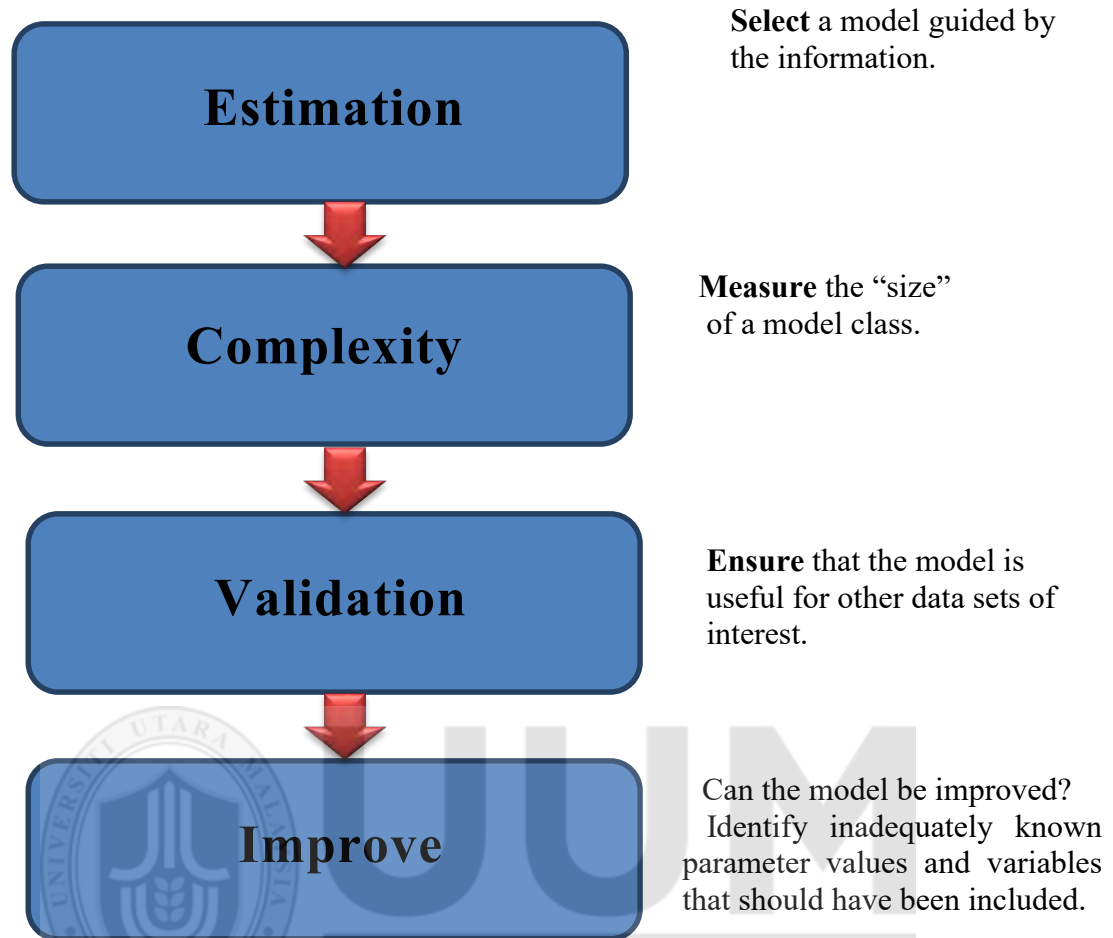 Select a model guided by
the information.
Estimation
Measure the “size”
of a model class.
Complexity
Ensure that the model is
useful for other data sets of
interest.
Validation
Can the model be improved?
Identify inadequately known
parameter values and variables
that should have been included.
Improve
UNIVERSITI UTARA MALAYSIA
UUM